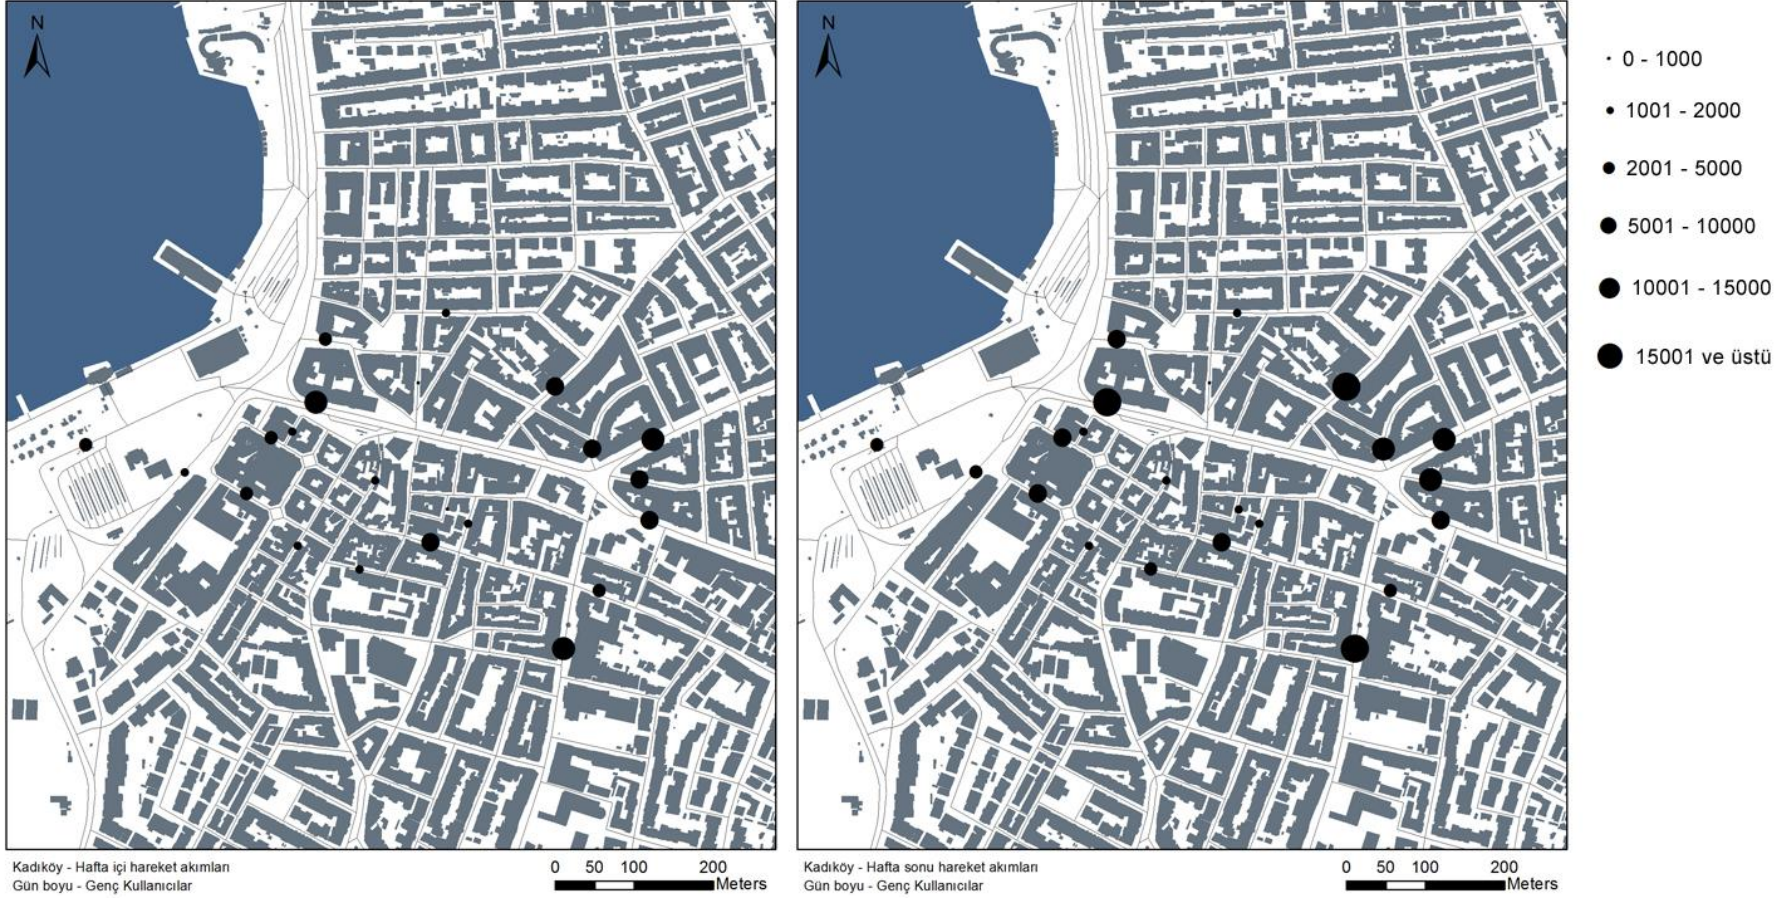 N
N
0 - 1000
1001 - 2000
2001 - 5000
5001 - 10000
10001 - 15000
15001 ve üstü
Kadıköy - Hafta içi hareket akımları
Gün boyu - Genç Kullanıcılar
0 50 100 200
Meters
Kadıköy - Hafta sonu hareket akımları
Gün boyu - Genç Kullanıcılar
0 50 100 200
Meters